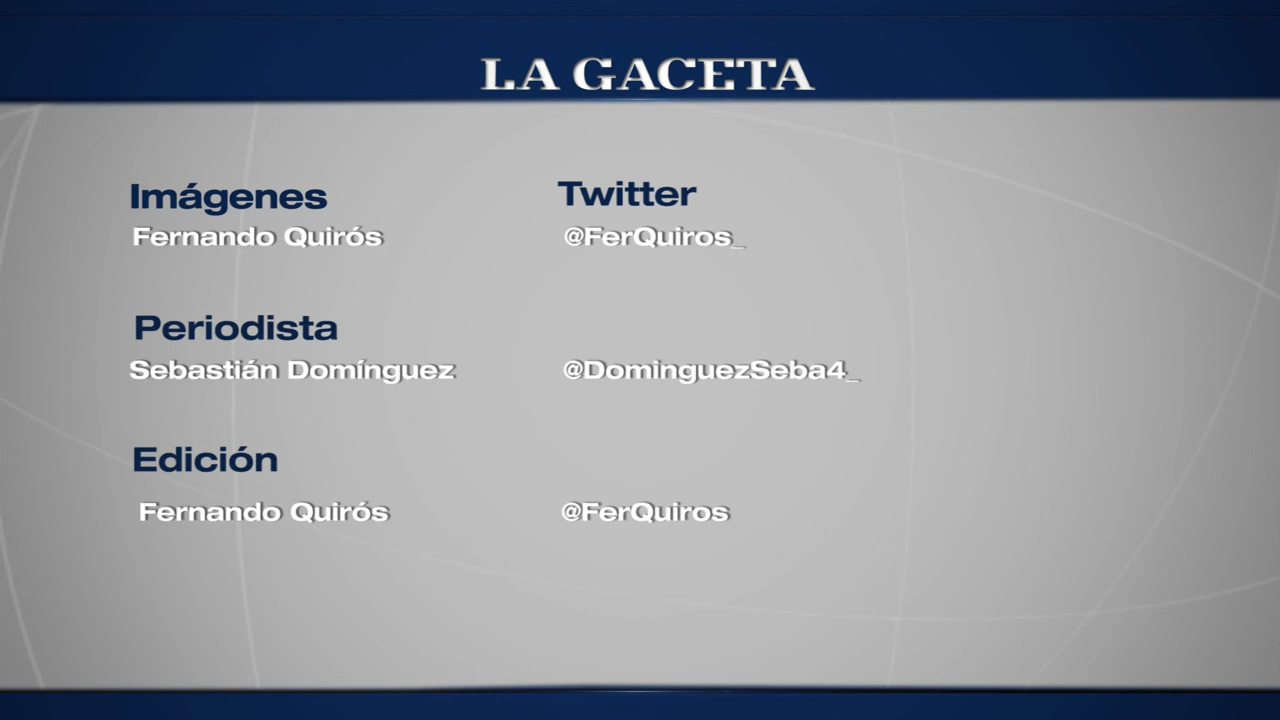 LA GACETA
Imágenes
Twitter
Fernando Quirós
@FerQuiros_
Periodista
Sebastián Domínguez
@DominguezSeba4_
Edición
Fernando Quirós
@FerQuiros